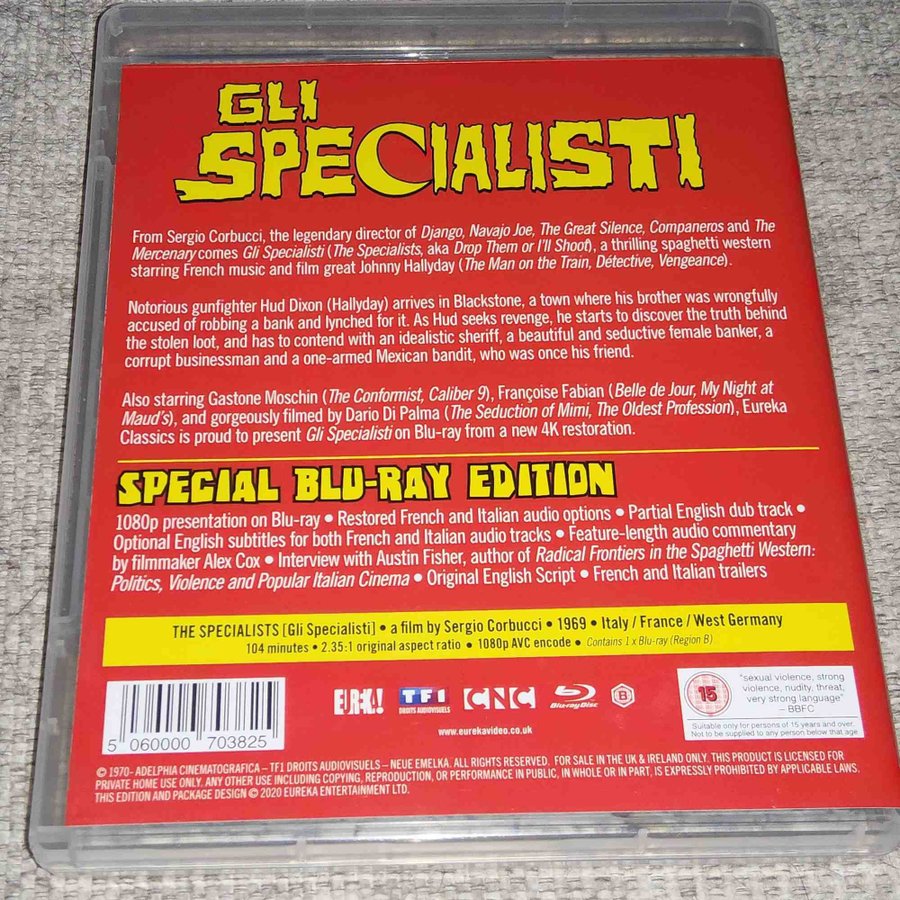 GLI
SPECIALISTI
From Sergio Corbucci, the legendary director of Django, Navajo Joe, The Great Silence, Companeros and The
Mercenary comes Gli Specialisti (The Specialists, aka Drop Them or I'll Shoot), a thrilling spaghetti western
starring French music and film great Johnny Hallyday (The Man on the Train, Détective, Vengeance).
Notorious gunfighter Hud Dixon (Hallyday) arrives in Blackstone, a town where his brother was wrongfully
accused of robbing a bank and lynched for it. As Hud seeks revenge, he starts to discover the truth behind
the stolen loot, and has to contend with an idealistic sheriff, a beautiful and seductive female banker, a
corrupt businessman and a one-armed Mexican bandit, who was once his friend.
Also starring Gastone Moschin (The Conformist, Caliber 9), Françoise Fabian (Belle de Jour, My Night at
Maud's), and gorgeously filmed by Dario Di Palma (The Seduction of Mimi, The Oldest Profession), Eureka
Classics is proud to present Gli Specialisti on Blu-ray from a new 4K restoration.
SPECIAL BLU-RAY EDITION
1080p presentation on Blu-ray • Restored French and Italian audio options • Partial English dub track •
Optional English subtitles for both French and Italian audio tracks • Feature-length audio commentary
by filmmaker Alex Cox • Interview with Austin Fisher, author of Radical Frontiers in the Spaghetti Western:
Politics, Violence and Popular Italian Cinema • Original English Script • French and Italian trailers
THE SPECIALISTS [Gli Specialisti] • a film by Sergio Corbucci • 1969 • Italy / France / West Germany
104 minutes • 2.35:1 original aspect ratio • 1080p AVC encode • Contains 1 x Blu-ray (Region B)
5 060000 703825
EUREKA!
TF1
DROITS AUDIOVISUELS
CNC
Blu-ray Disc
B
www.eurekavideo.co.uk
15
"sexual violence, strong
violence, nudity, threat,
very strong language"
– BBFC
Suitable only for persons of 15 years and over.
Not to be supplied to any person below that age
© 1970- ADELPHIA CINEMATOGRAFICA – TF1 DROITS AUDIOVISUELS – NEUE EMELKA. ALL RIGHTS RESERVED. FOR SALE IN THE UK & IRELAND ONLY. THIS PRODUCT IS LICENSED FOR
PRIVATE HOME USE ONLY. ANY OTHER USE INCLUDING COPYING, REPRODUCTION, OR PERFORMANCE IN PUBLIC, IN WHOLE OR IN PART, IS EXPRESSLY PROHIBITED BY APPLICABLE LAWS.
THIS EDITION AND PACKAGE DESIGN © 2020 EUREKA ENTERTAINMENT LTD.